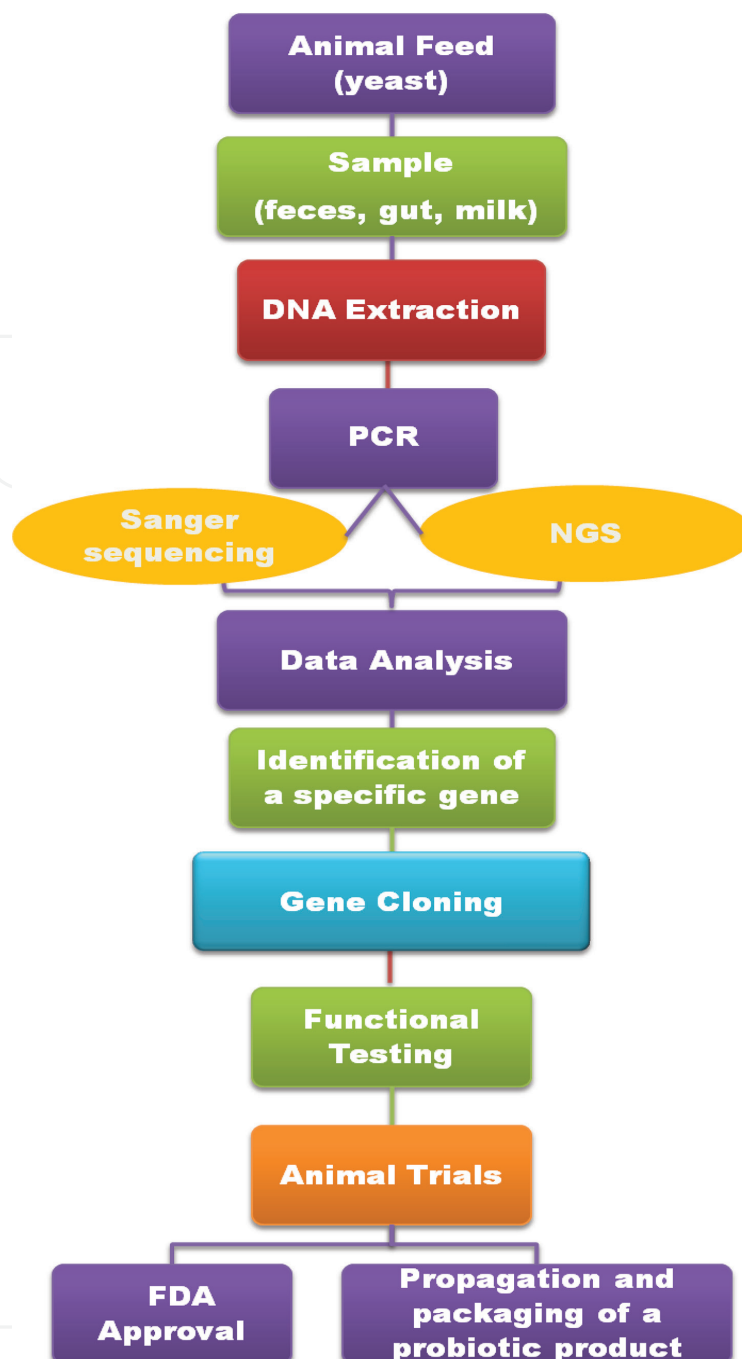 Animal Feed
(yeast)
Sample
(feces, gut, milk)
DNA Extraction
PCR
Sanger
sequencing
NGS
Data Analysis
Identification of
a specific gene
Gene Cloning
Functional
Testing
Animal Trials
FDA
Approval
Propagation and
packaging of a
probiotic product